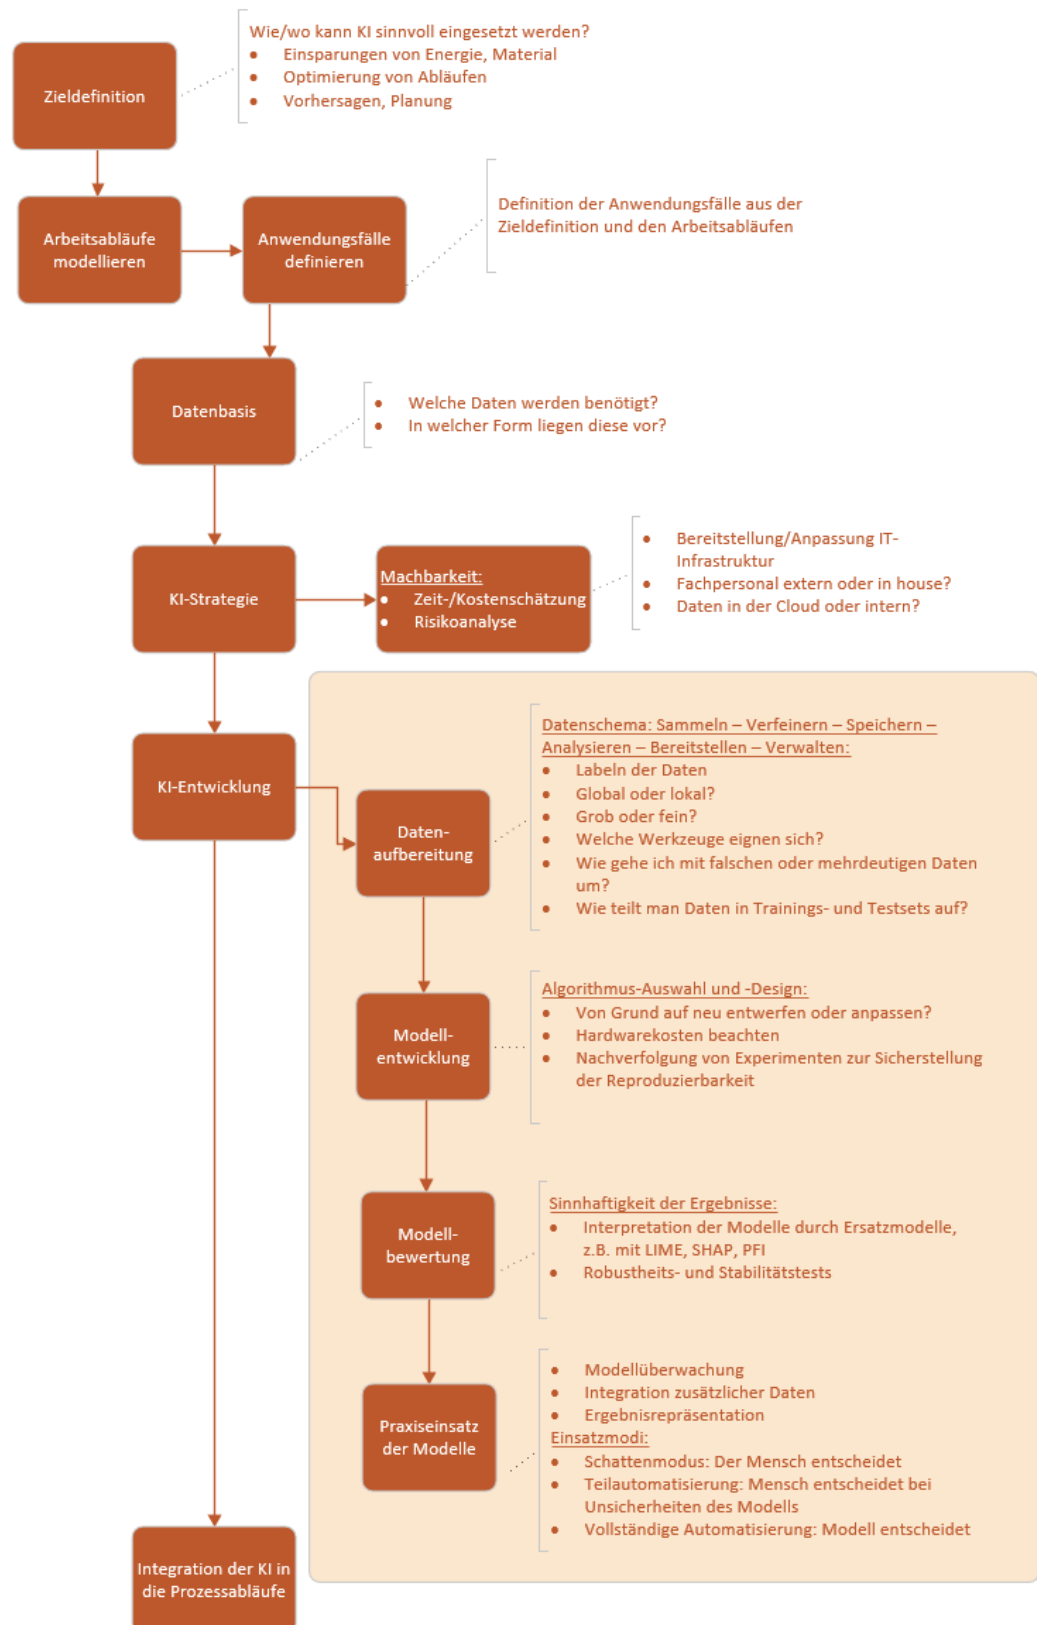 Zieldefinition
Wie/wo kann KI sinnvoll eingesetzt werden?
● Einsparungen von Energie, Material
● Optimierung von Abläufen
● Vorhersagen, Planung
Arbeitsabläufe
modellieren
Anwendungsfälle
definieren
Definition der Anwendungsfälle aus der
Zieldefinition und den Arbeitsabläufen
Datenbasis
● Welche Daten werden benötigt?
● In welcher Form liegen diese vor?
KI-Strategie
Machbarkeit:
● Zeit-/Kostenschätzung
● Risikoanalyse
● Bereitstellung/Anpassung IT-
Infrastruktur
● Fachpersonal extern oder in house?
● Daten in der Cloud oder intern?
KI-Entwicklung
Daten-
aufbereitung
Datenschema: Sammeln – Verfeinern – Speichern –
Analysieren – Bereitstellen – Verwalten:
● Labeln der Daten
● Global oder lokal?
● Grob oder fein?
● Welche Werkzeuge eignen sich?
● Wie gehe ich mit falschen oder mehrdeutigen Daten
um?
● Wie teilt man Daten in Trainings- und Testsets auf?
Modell-
entwicklung
Algorithmus-Auswahl und -Design:
● Von Grund auf neu entwerfen oder anpassen?
● Hardwarekosten beachten
● Nachverfolgung von Experimenten zur Sicherstellung
der Reproduzierbarkeit
Modell-
bewertung
Sinnhaftigkeit der Ergebnisse:
● Interpretation der Modelle durch Ersatzmodelle,
z.B. mit LIME, SHAP, PFI
● Robustheits- und Stabilitätstests
Praxiseinsatz
der Modelle
● Modellüberwachung
● Integration zusätzlicher Daten
● Ergebnisrepräsentation
Einsatzmodi:
● Schattenmodus: Der Mensch entscheidet
● Teilautomatisierung: Mensch entscheidet bei
Unsicherheiten des Modells
● Vollständige Automatisierung: Modell entscheidet
Integration der KI in
die Prozessabläufe